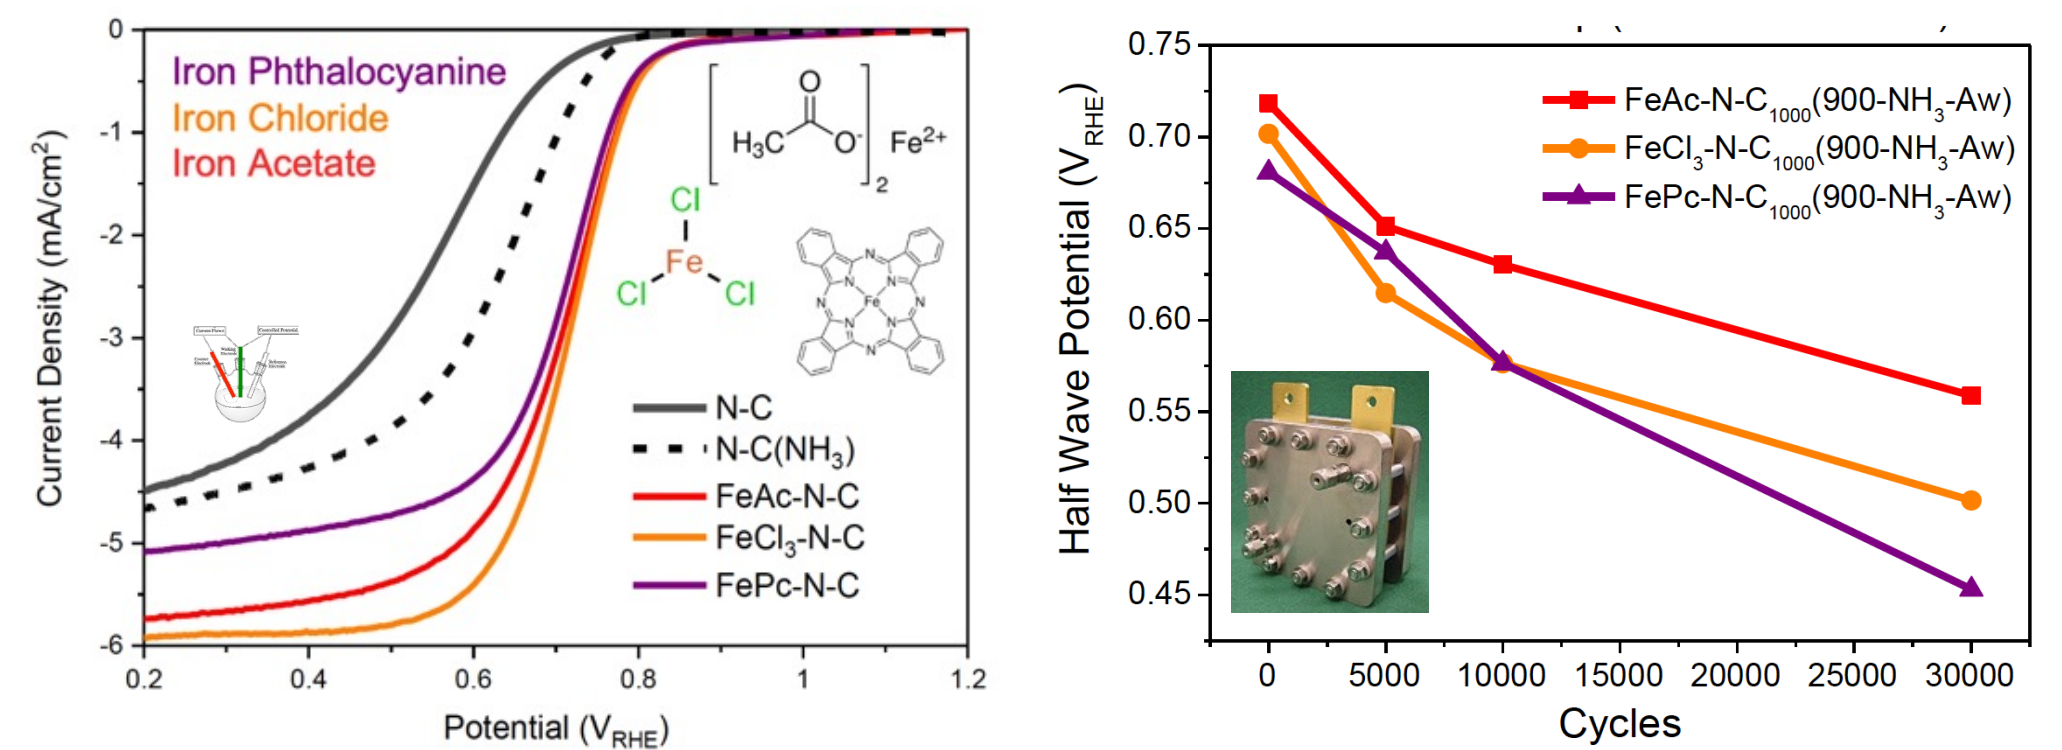 0
-1
-2
-3
-4
-5
-6
0.2
0.4
0.6
0.8
1
1.2
Current Density (mA/cm²)
Potential (V_RHE)
Iron Phthalocyanine
Iron Chloride
Iron Acetate
O
H₃C
O⁻
2
Fe²⁺
Cl
Fe
Cl
Cl
N
N
N
N
Fe
N
N
N
N
N-C
N-C(NH₃)
FeAc-N-C
FeCl₃-N-C
FePc-N-C
0.75
0.70
0.65
0.60
0.55
0.50
0.45
Half Wave Potential (V_RHE)
FeAc-N-C₁₀₀₀(900-NH₃-Aw)
FeCl₃-N-C₁₀₀₀(900-NH₃-Aw)
FePc-N-C₁₀₀₀(900-NH₃-Aw)
0
5000
10000
15000
20000
25000
30000
Cycles